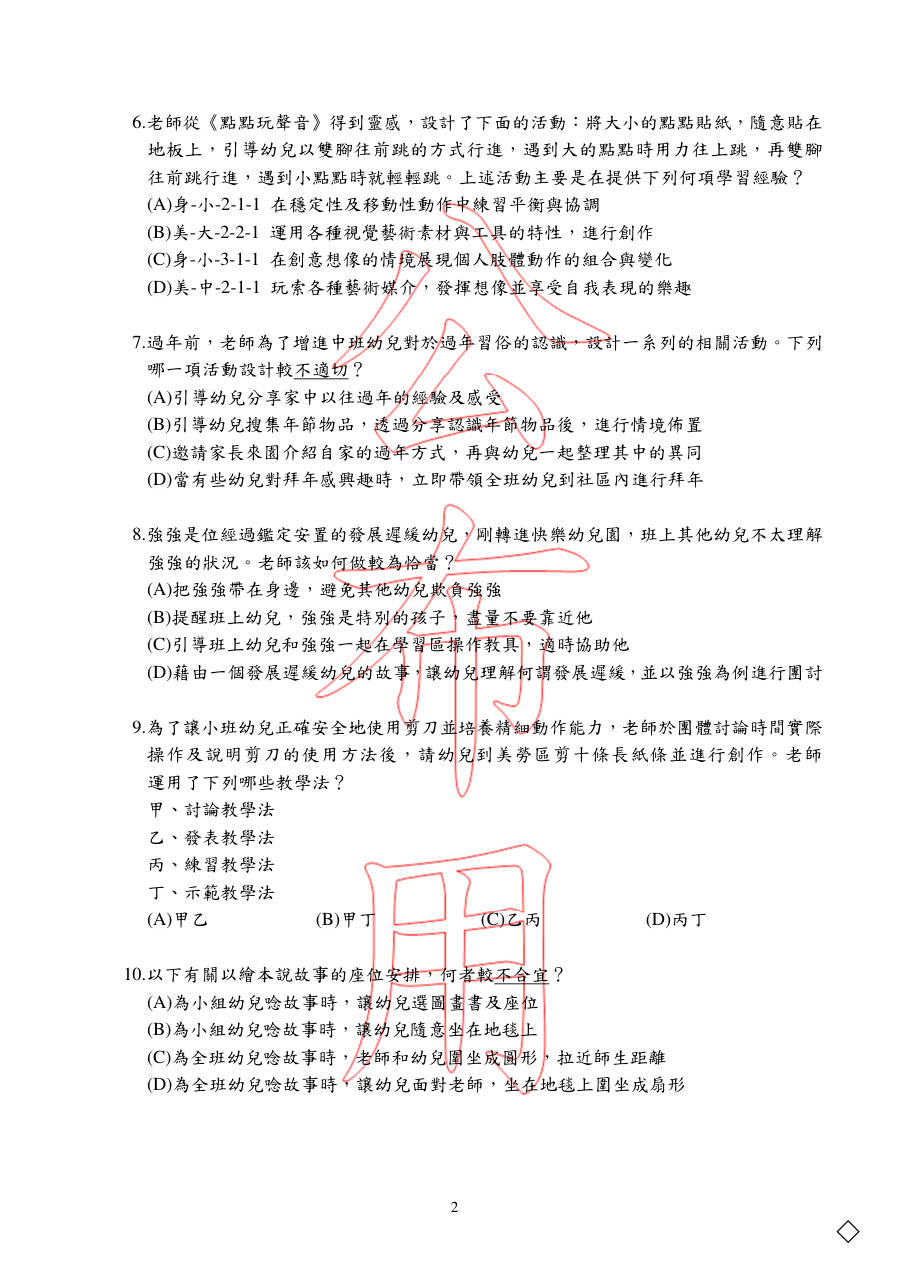 6.老師從《點點玩聲音》得到靈感，設計了下面的活動：將大小的點點貼紙，隨意貼在
地板上，引導幼兒以雙腳往前跳的方式行進，遇到大的點點時用力往上跳，再雙腳
往前跳行進，遇到小點點時就輕輕跳。上述活動主要是在提供下列何項學習經驗？
(A)身-小-2-1-1 在穩定性及移動性動作中練習平衡與協調
(B)美-大-2-2-1 運用各種視覺藝術素材與工具的特性，進行創作
(C)身-小-3-1-1 在創意想像的情境展現個人肢體動作的組合與變化
(D)美-中-2-1-1 玩索各種藝術媒介，發揮想像並享受自我表現的樂趣
7.過年前，老師為了增進中班幼兒對於過年習俗的認識，設計一系列的相關活動。下列
哪一項活動設計較不適切？
(A)引導幼兒分享家中以往過年的經驗及感受
(B)引導幼兒搜集年節物品，透過分享認識年節物品後，進行情境佈置
(C)邀請家長來園介紹自家的過年方式，再與幼兒一起整理其中的異同
(D)當有些幼兒對拜年感興趣時，立即帶領全班幼兒到社區內進行拜年
8.強強是位經過鑑定安置的發展遲緩幼兒，剛轉進快樂幼兒園，班上其他幼兒不太理解
強強的狀況。老師該如何做較為恰當？
(A)把強強帶在身邊，避免其他幼兒欺負強強
(B)提醒班上幼兒，強強是特別的孩子，盡量不要靠近他
(C)引導班上幼兒和強強一起在學習區操作教具，適時協助他
(D)藉由一個發展遲緩幼兒的故事，讓幼兒理解何謂發展遲緩，並以強強為例進行團討
9.為了讓小班幼兒正確安全地使用剪刀並培養精細動作能力，老師於團體討論時間實際
操作及說明剪刀的使用方法後，請幼兒到美勞區剪十條長紙條並進行創作。老師
運用了下列哪些教學法？
甲、討論教學法
乙、發表教學法
丙、練習教學法
丁、示範教學法
(A)甲乙 (B)甲丁 (C)乙丙 (D)丙丁
10.以下有關以繪本說故事的座位安排，何者較不合宜？
(A)為小組幼兒唸故事時，讓幼兒選圖畫書及座位
(B)為小組幼兒唸故事時，讓幼兒隨意坐在地毯上
(C)為全班幼兒唸故事時，老師和幼兒圍坐成圓形，拉近師生距離
(D)為全班幼兒唸故事時，讓幼兒面對老師，坐在地毯上圍坐成扇形
公布用
2